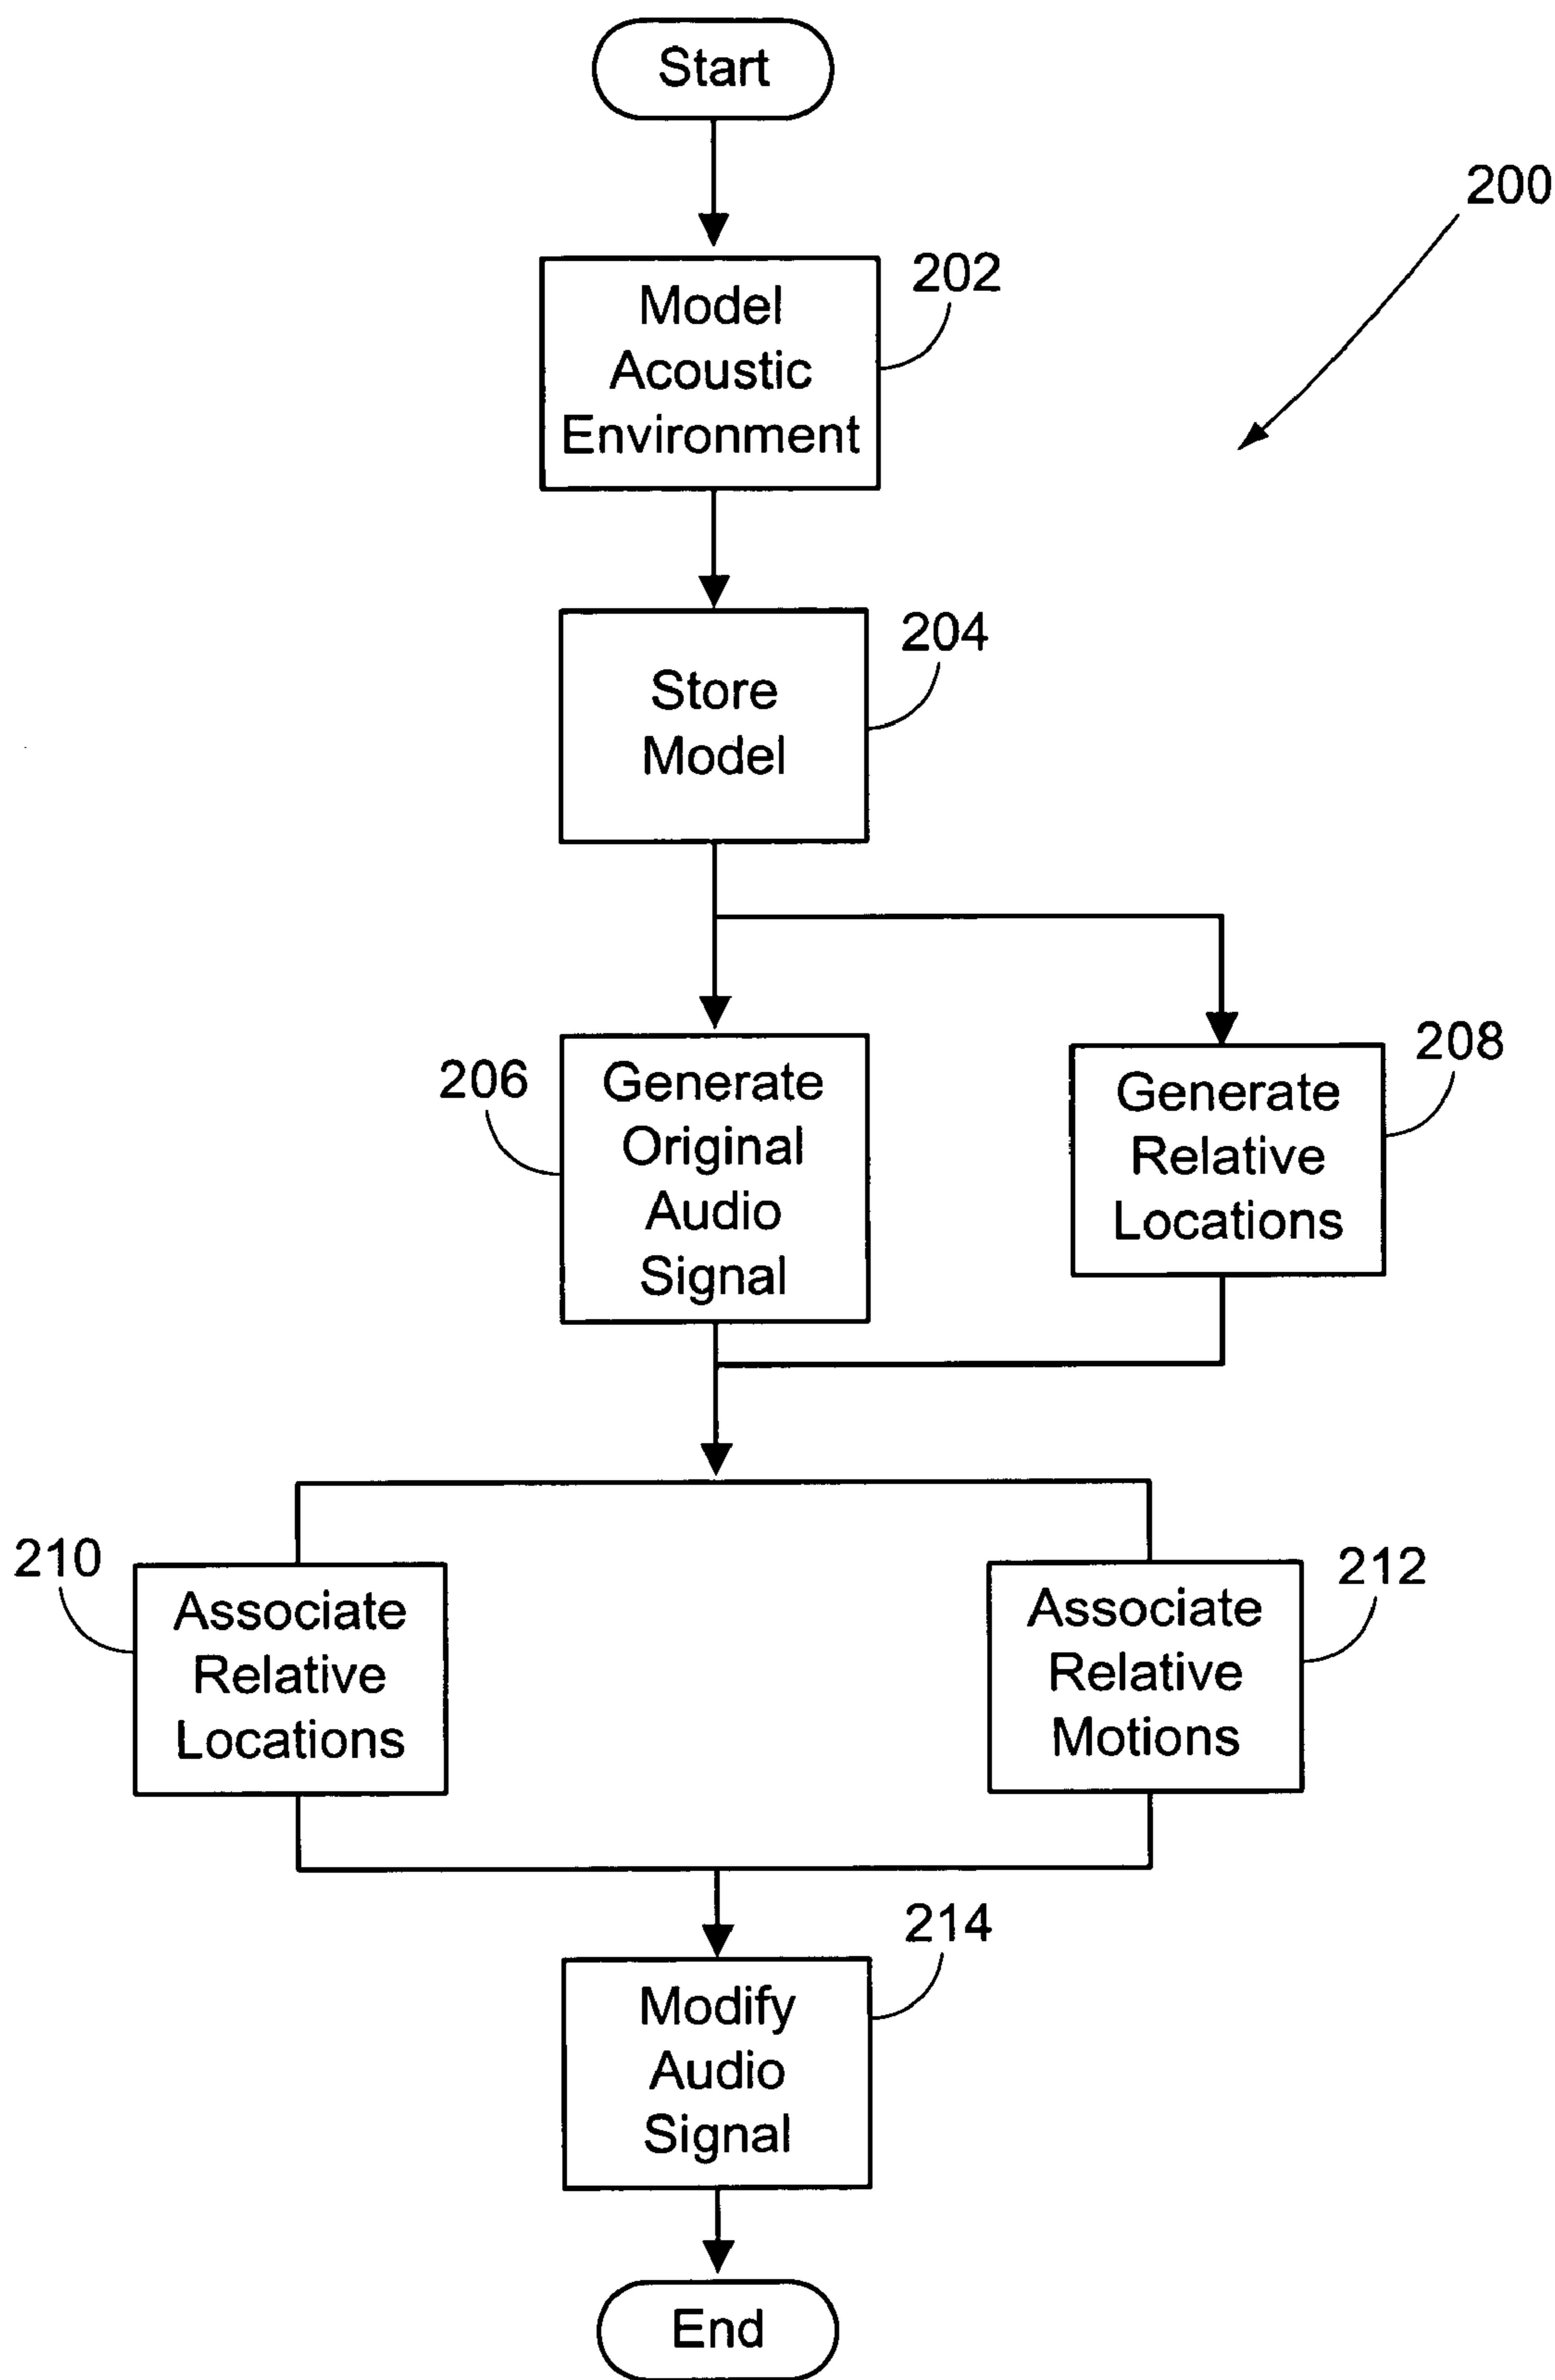 Start
200
202
Model
Acoustic
Environment
204
Store
Model
206
Generate
Original
Audio
Signal
208
Generate
Relative
Locations
210
Associate
Relative
Locations
212
Associate
Relative
Motions
214
Modify
Audio
Signal
End